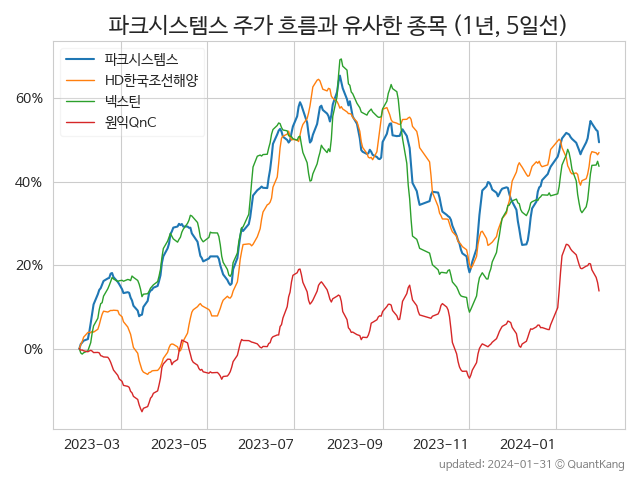 파크시스템스 주가 흐름과 유사한 종목 (1년, 5일선)
파크시스템스
HD한국조선해양
넥스틴
원익QnC
60%
40%
20%
0%
2023-03 2023-05 2023-07 2023-09 2023-11 2024-01
updated: 2024-01-31 © QuantKang